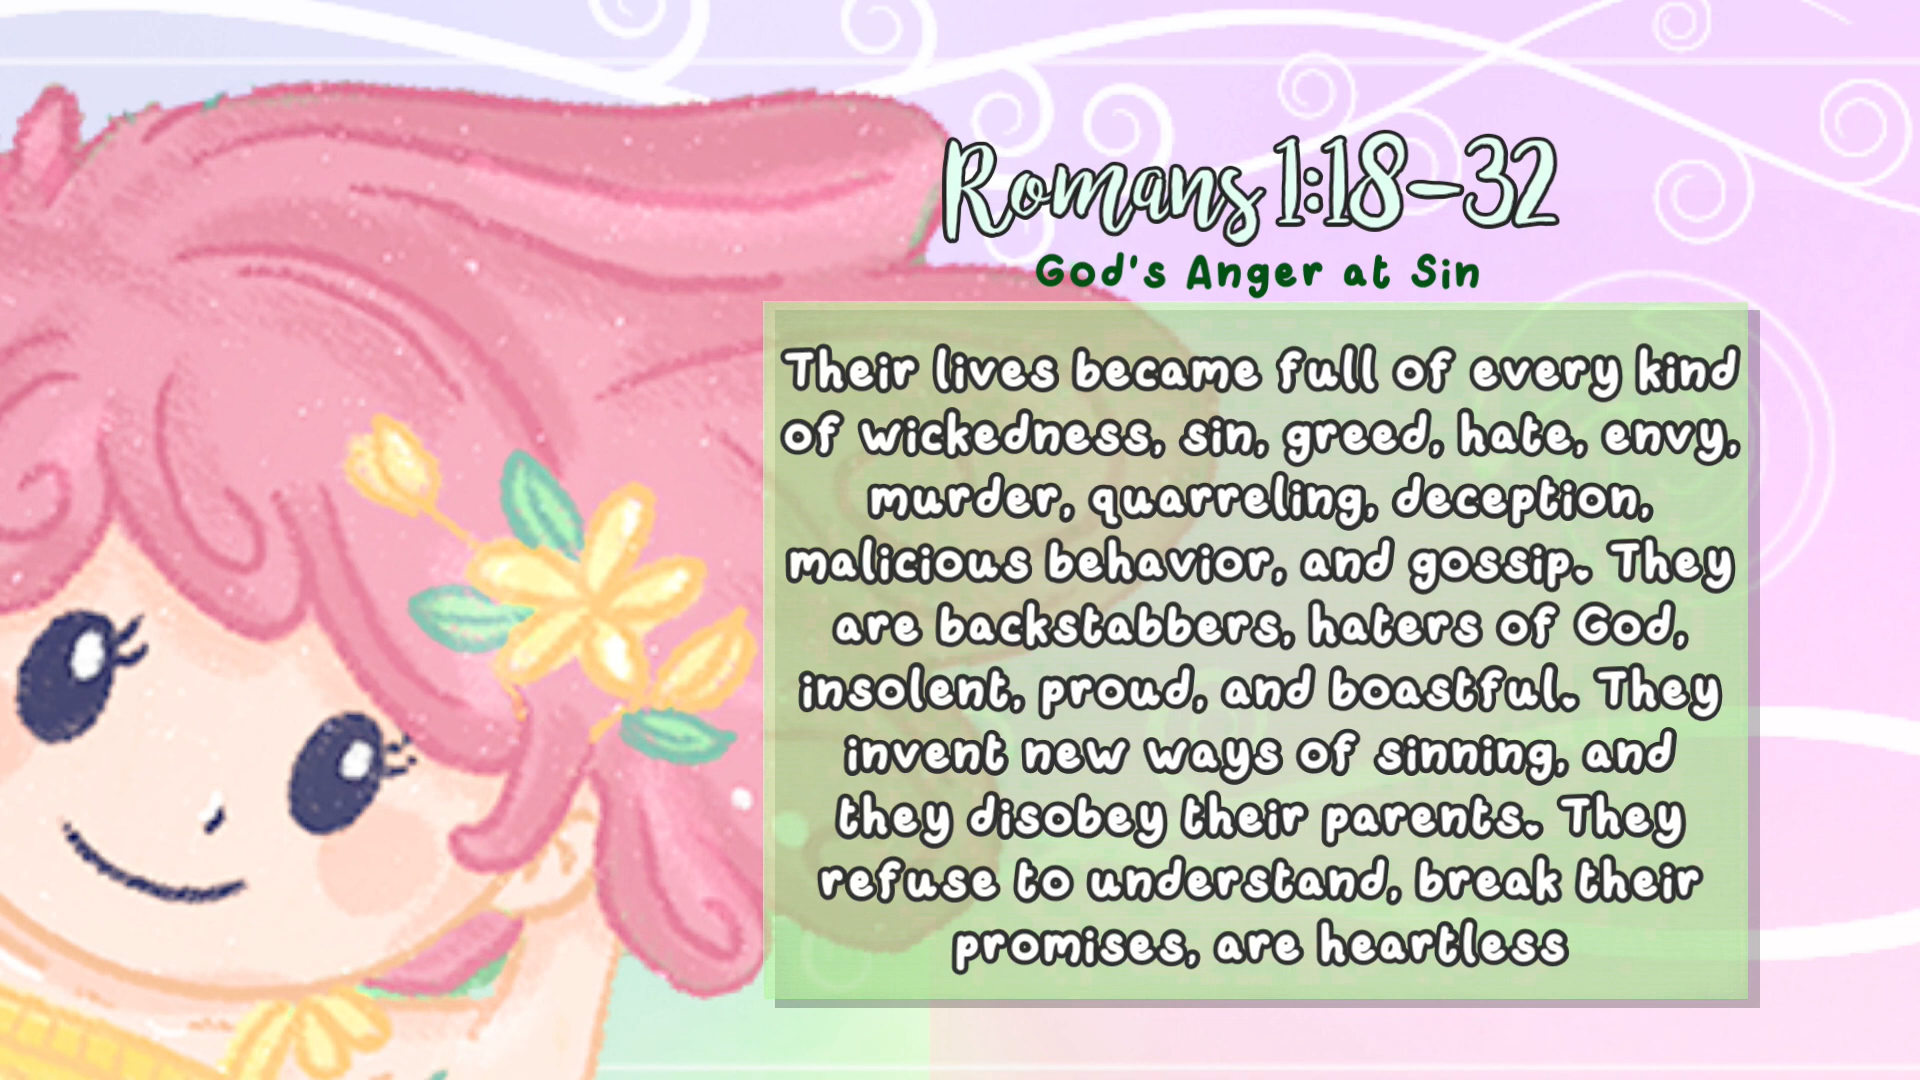 Romans 1:18–32
God's Anger at Sin
Their lives became full of every kind
of wickedness, sin, greed, hate, envy,
murder, quarreling, deception,
malicious behavior, and gossip. They
are backstabbers, haters of God,
insolent, proud, and boastful. They
invent new ways of sinning, and
they disobey their parents. They
refuse to understand, break their
promises, are heartless